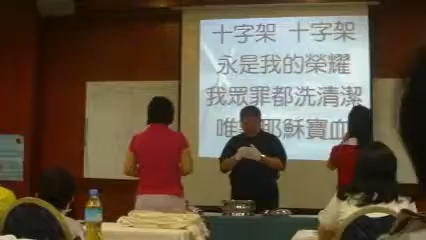 十字架 十字架
永是我的榮耀
我眾罪都洗清潔
唯 耶穌寶血